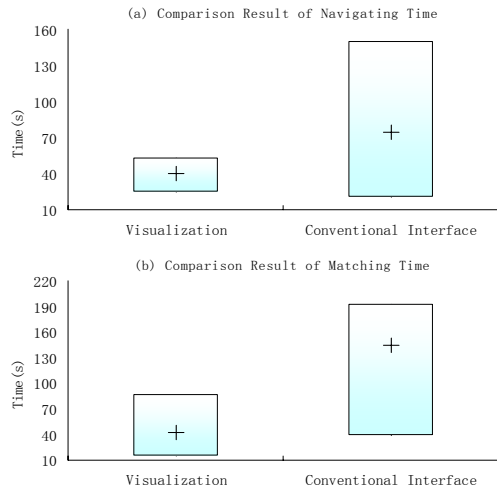 (a) Comparison Result of Navigating Time
160
130
100
70
40
10
Time(s)
Visualization Conventional Interface
(b) Comparison Result of Matching Time
220
190
160
130
100
70
40
10
Time(s)
Visualization Conventional Interface